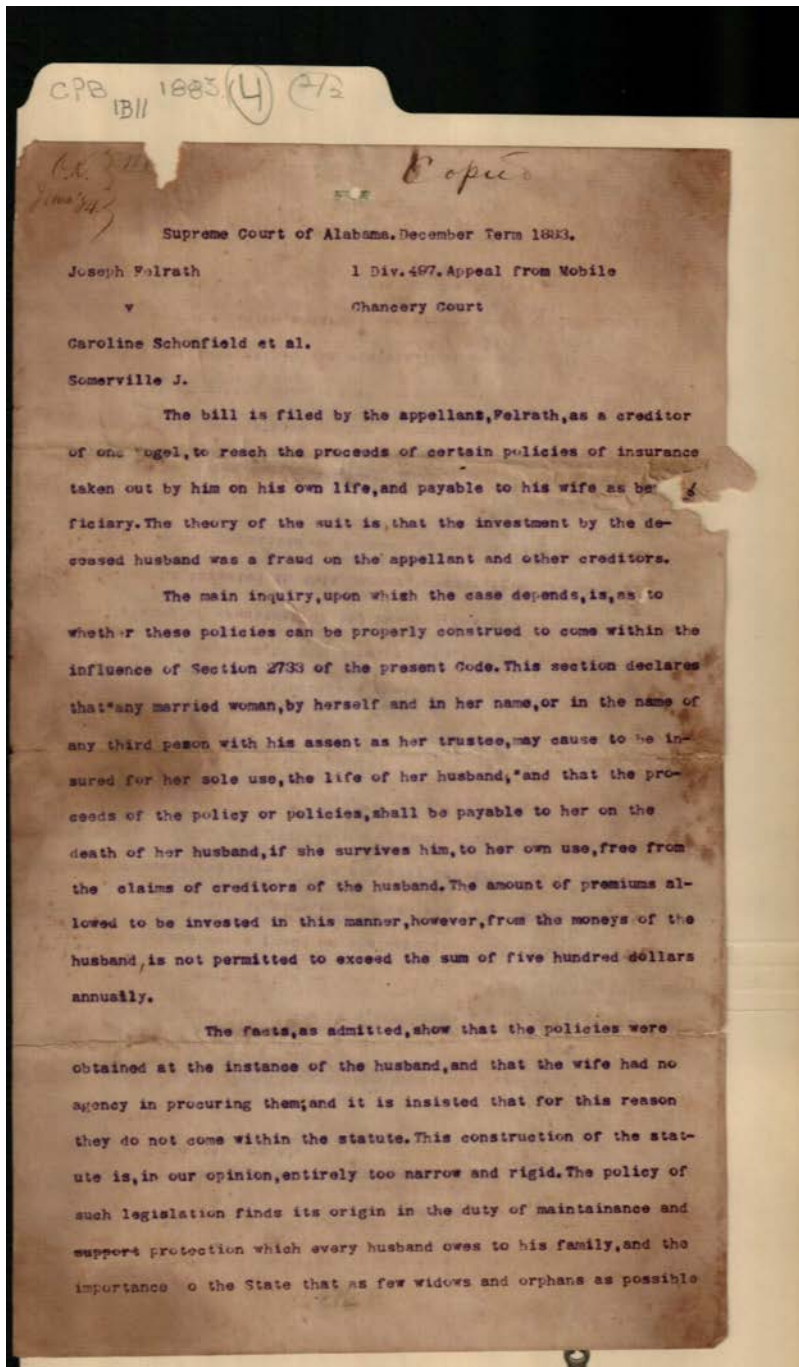 CPB 1B11 1883 (4) (2/2
Supreme Court of Alabama.December Term 1883.
Joseph Felrath 1 Div.497.Appeal from Mobile
v Chancery Court
Caroline Schonfield et al.
Somerville J.
The bill is filed by the appellant,Felrath,as a creditor
of one ogel,to reach the proceeds of certain policies of insurance
taken out by him on his own life,and payable to his wife as be
ficiary.The theory of the suit is,that the investment by the de-
ceased husband was a fraud on the appellant and other creditors.
The main inquiry,upon which the case depends,is,as to
whether these policies can be properly construed to come within the
influence of Section 2733 of the present Code.This section declares
that"any married woman,by herself and in her name,or in the name of
any third peson with his assent as her trustee,may cause to be in-
sured for her sole use,the life of her husband,"and that the pro-
ceeds of the policy or policies,shall be payable to her on the
death of her husband,if she survives him,to her own use,free from
the claims of creditors of the husband.The amount of premiums al-
lowed to be invested in this manner,however,from the moneys of the
husband,is not permitted to exceed the sum of five hundred dollars
annually.
The facts,as admitted,show that the policies were
obtained at the instance of the husband,and that the wife had no
agency in procuring them;and it is insisted that for this reason
they do not come within the statute.This construction of the stat-
ute is,in our opinion,entirely too narrow and rigid.The policy of
such legislation finds its origin in the duty of maintainance and
support protection which every husband owes to his family,and the
importance o the State that as few widows and orphans as possible